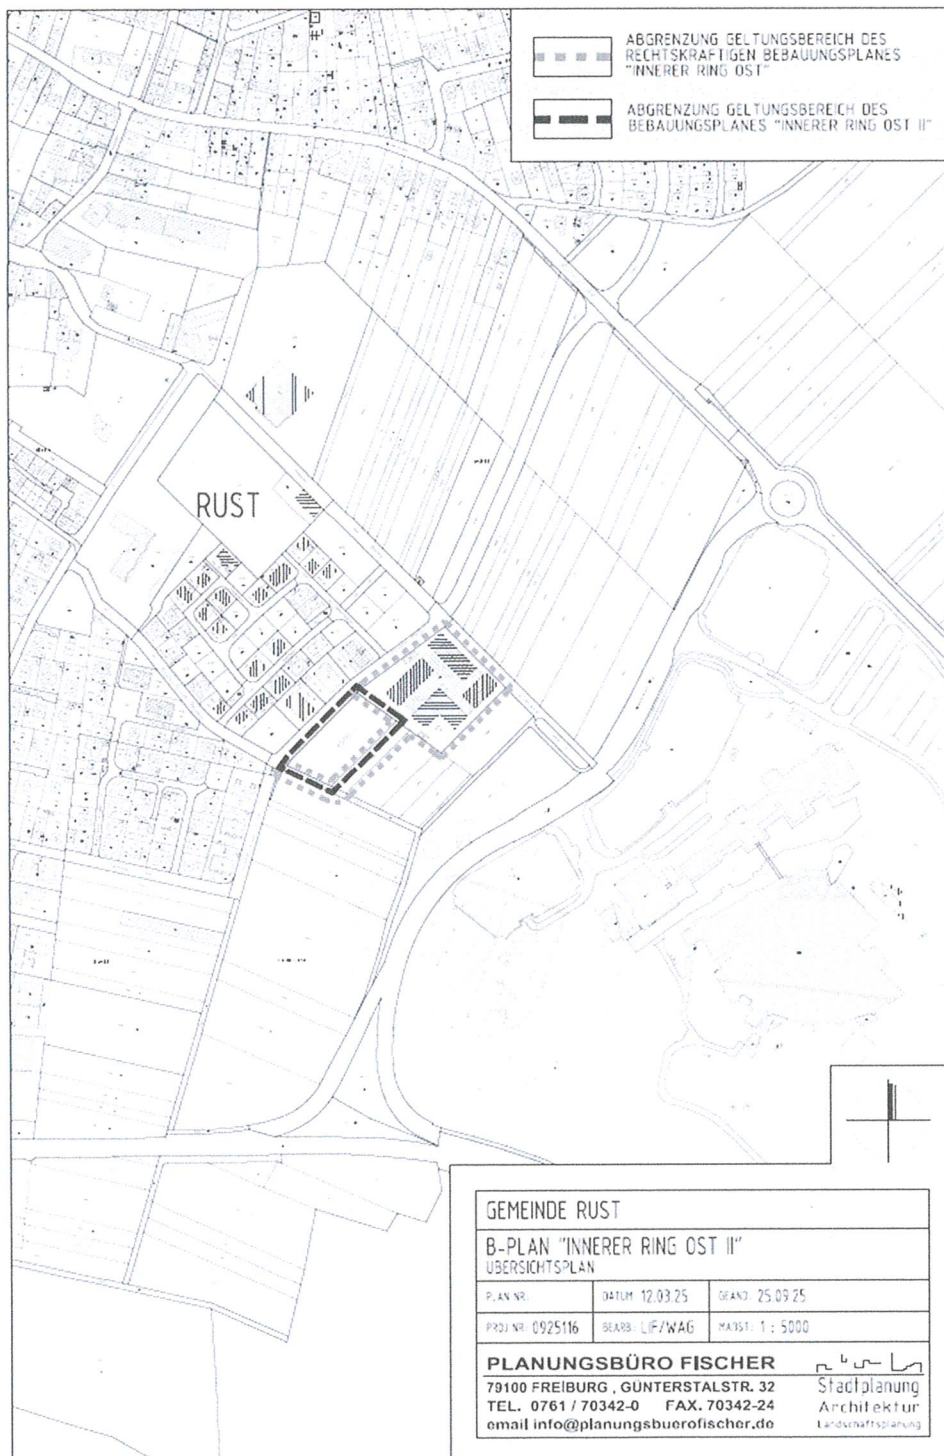 ABGRENZUNG GELTUNGSBEREICH DES
RECHTSKRAFTIGEN BEBAUUNGSPLANES
"INNERER RING OST"
ABGRENZUNG GELTUNGSBEREICH DES
BEBAUUNGSPLANES "INNERER RING OST II"
RUST
GEMEINDE RUST
B-PLAN "INNERER RING OST II"
ÜBERSICHTSPLAN
PLAN NR.:
DATUM: 12.03.25
GEÄND.: 25.09.25
PROJ.NR.: 0925116
BEARB.: LIF/WAG
MAßST.: 1 : 5000
PLANUNGSBÜRO FISCHER
79100 FREIBURG , GÜNTERSTALSTR. 32
TEL. 0761 / 70342-0 FAX. 70342-24
email info@planungsbuerofischer.de
Stadtplanung
Architektur
Landschaftsplanung